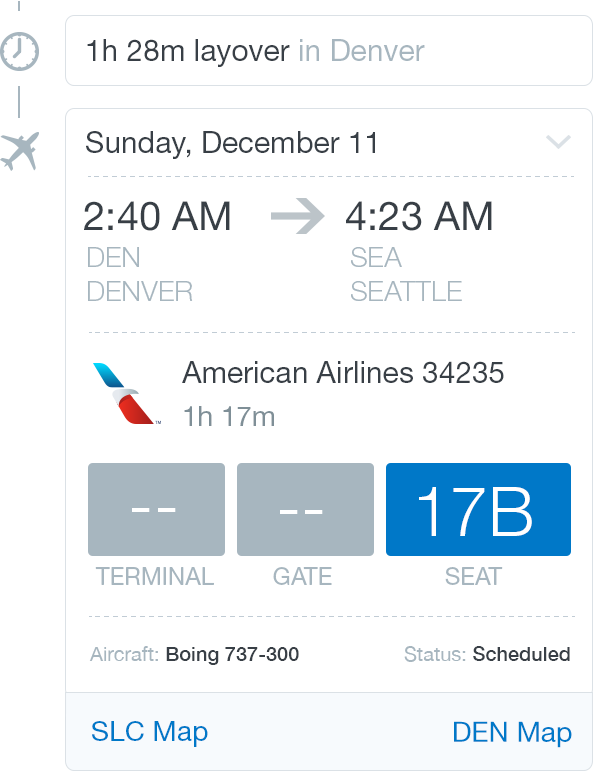 1h 28m layover in Denver
Sunday, December 11
2:40 AM 4:23 AM
DEN SEA
DENVER SEATTLE
American Airlines 34235
TM
1h 17m
-- -- 17B
TERMINAL GATE SEAT
Aircraft: Boing 737-300 Status: Scheduled
SLC Map DEN Map